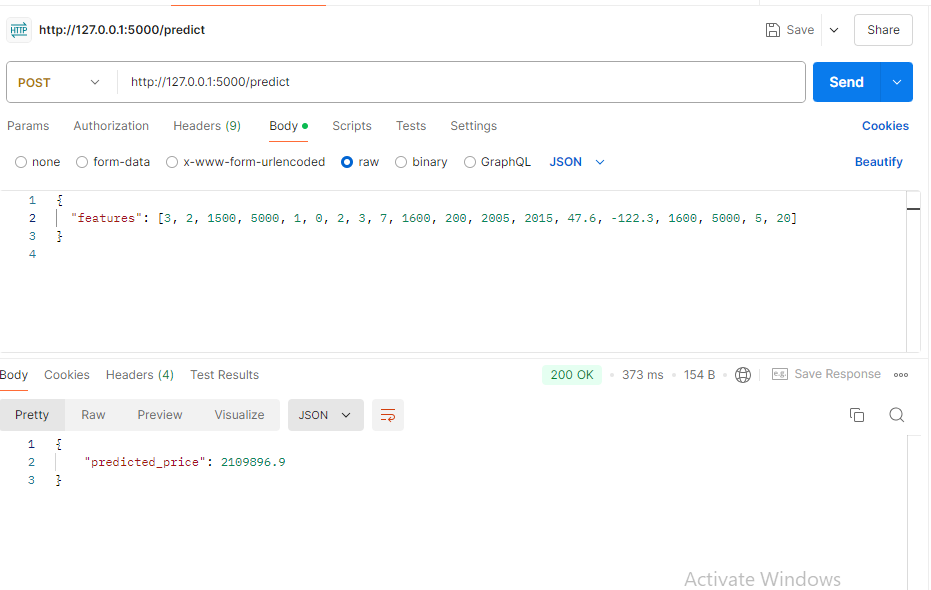 HTTP http://127.0.0.1:5000/predict Save Share
POST http://127.0.0.1:5000/predict Send
Params Authorization Headers (9) Body Scripts Tests Settings Cookies
none form-data x-www-form-urlencoded raw binary GraphQL JSON Beautify
1 {
2 "features": [3, 2, 1500, 5000, 1, 0, 2, 3, 7, 1600, 200, 2005, 2015, 47.6, -122.3, 1600, 5000, 5, 20]
3 }
4
Body Cookies Headers (4) Test Results 200 OK 373 ms 154 B e.g. Save Response
Pretty Raw Preview Visualize JSON
1 {
2 "predicted_price": 2109896.9
3 }
Activate Windows